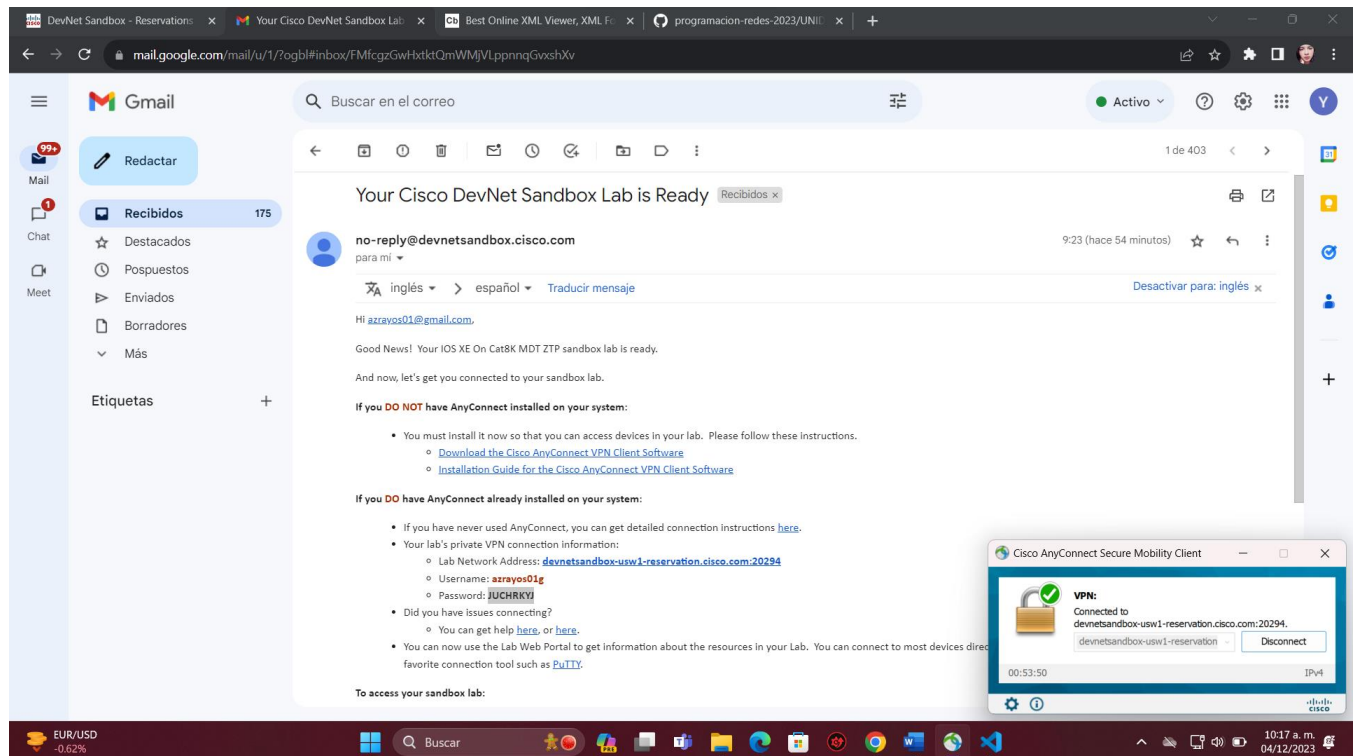 DevNet Sandbox - Reservations
Your Cisco DevNet Sandbox Lab
Best Online XML Viewer, XML Fo
programacion-redes-2023/UNID
mail.google.com/mail/u/1/?ogbl#inbox/FMfcgzGwHxtktQmWMjVLppnnqGvxshXv
Gmail
Buscar en el correo
Activo
Y
99+
Mail
1
Chat
Meet
Redactar
Recibidos 175
Destacados
Pospuestos
Enviados
Borradores
Más
Etiquetas
1 de 403
31
Your Cisco DevNet Sandbox Lab is Ready Recibidos ×
no-reply@devnetsandbox.cisco.com
9:23 (hace 54 minutos)
para mí
inglés > español Traducir mensaje
Desactivar para: inglés ×
Hi azrayos01@gmail.com,
Good News! Your IOS XE On Cat8K MDT ZTP sandbox lab is ready.
And now, let's get you connected to your sandbox lab.
If you DO NOT have AnyConnect installed on your system:
• You must install it now so that you can access devices in your lab. Please follow these instructions.
○ Download the Cisco AnyConnect VPN Client Software
○ Installation Guide for the Cisco AnyConnect VPN Client Software
If you DO have AnyConnect already installed on your system:
• If you have never used AnyConnect, you can get detailed connection instructions here.
• Your lab's private VPN connection information:
○ Lab Network Address: devnetsandbox-usw1-reservation.cisco.com:20294
○ Username: azrayos01g
○ Password: JUCHRKYJ
• Did you have issues connecting?
○ You can get help here, or here.
• You can now use the Lab Web Portal to get information about the resources in your Lab. You can connect to most devices direc
favorite connection tool such as PuTTY.
To access your sandbox lab:
Cisco AnyConnect Secure Mobility Client
VPN:
Connected to
devnetsandbox-usw1-reservation.cisco.com:20294.
devnetsandbox-usw1-reservation
Disconnect
00:53:50
IPv4
CISCO
EUR/USD
-0.62%
Buscar
10:17 a. m.
04/12/2023